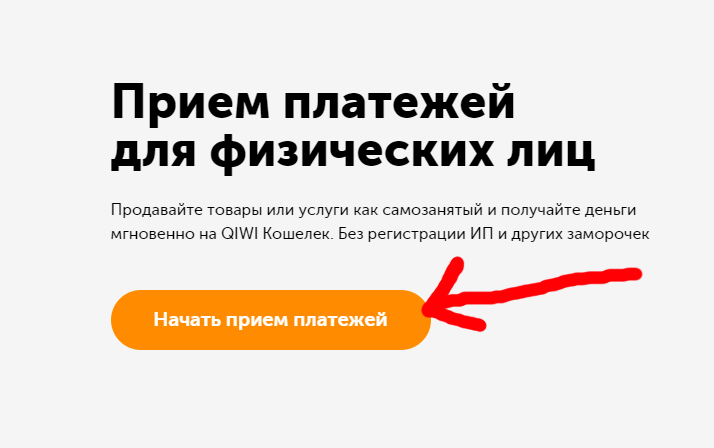 Прием платежей
для физических лиц
Продавайте товары или услуги как самозанятый и получайте деньги
мгновенно на QIWI Кошелек. Без регистрации ИП и других заморочек
Начать прием платежей